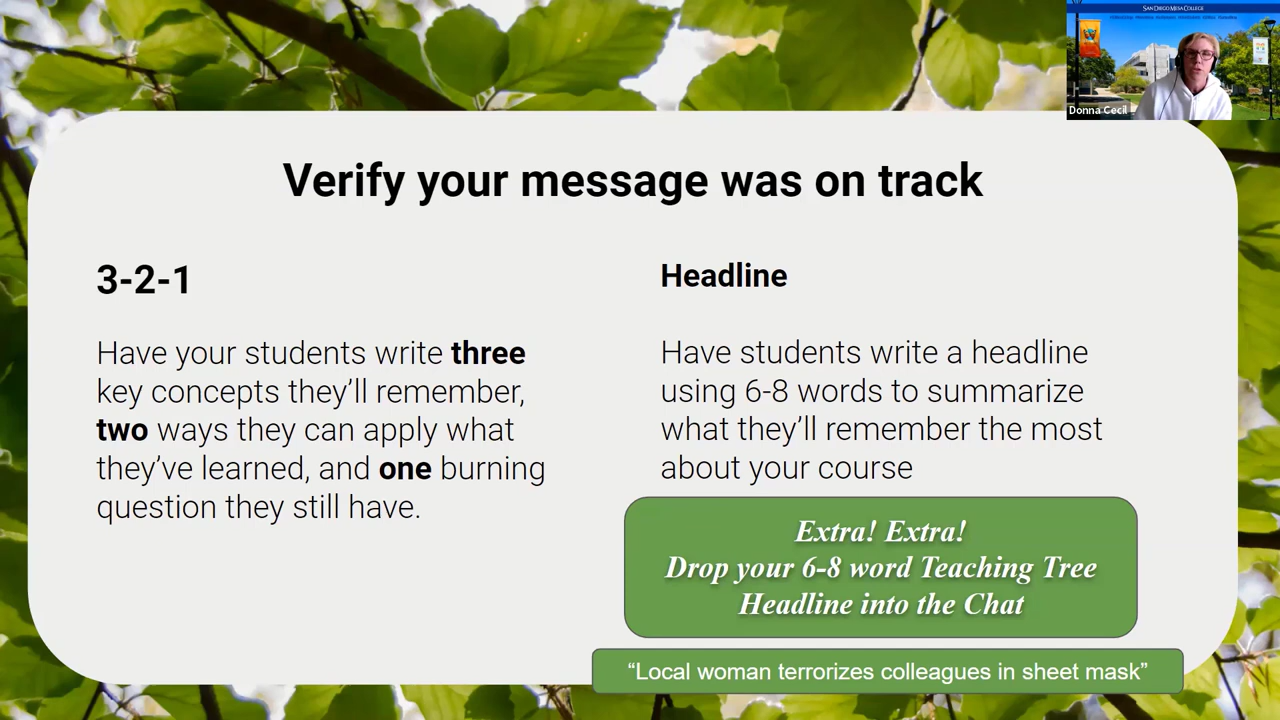 SAN DIEGO MESA COLLEGE
Donna Cecil
Verify your message was on track
3-2-1
Have your students write three
key concepts they’ll remember,
two ways they can apply what
they’ve learned, and one burning
question they still have.
Headline
Have students write a headline
using 6-8 words to summarize
what they’ll remember the most
about your course
Extra! Extra!
Drop your 6-8 word Teaching Tree
Headline into the Chat
“Local woman terrorizes colleagues in sheet mask”